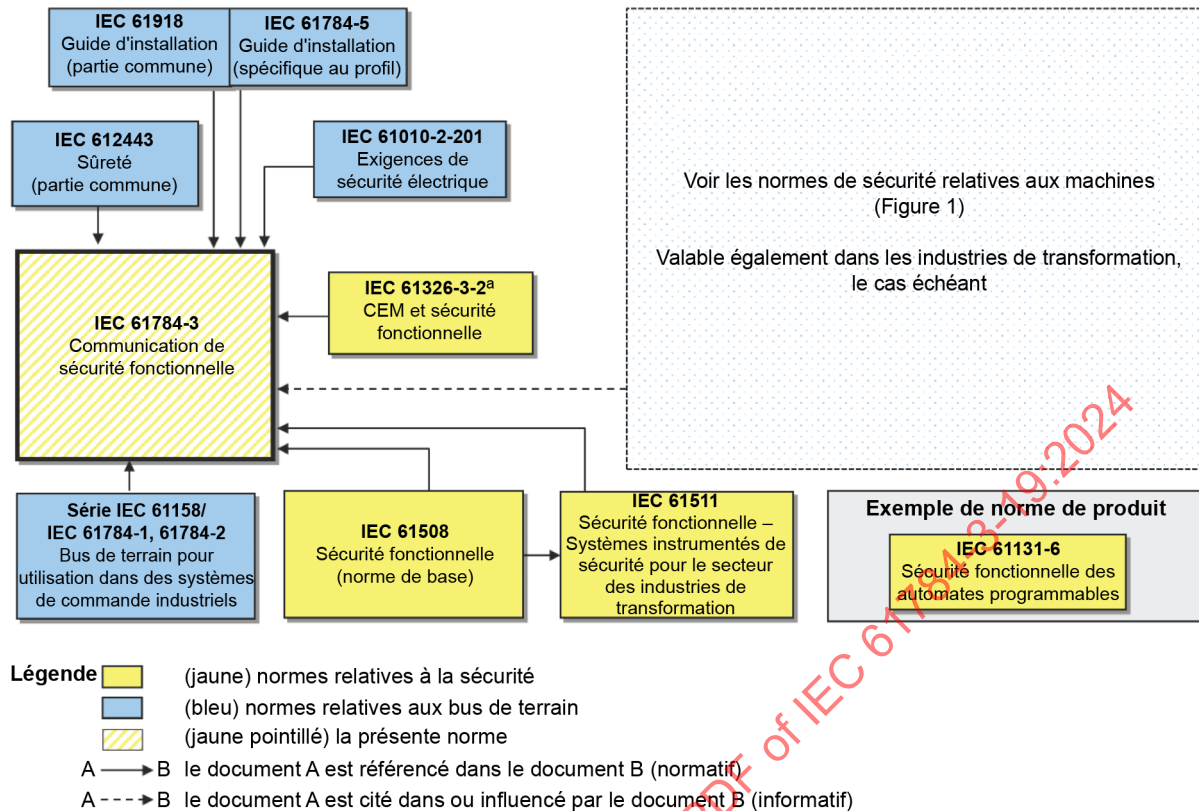 IEC 61918
Guide d'installation
(partie commune)
IEC 61784-5
Guide d'installation
(spécifique au profil)
IEC 612443
Sûreté
(partie commune)
IEC 61010-2-201
Exigences de
sécurité électrique
Voir les normes de sécurité relatives aux machines
(Figure 1)
Valable également dans les industries de transformation,
le cas échéant
IEC 61784-3
Communication de
sécurité fonctionnelle
IEC 61326-3-2ᵃ
CEM et sécurité
fonctionnelle
Série IEC 61158/
IEC 61784-1, 61784-2
Bus de terrain pour
utilisation dans des systèmes
de commande industriels
IEC 61508
Sécurité fonctionnelle
(norme de base)
IEC 61511
Sécurité fonctionnelle –
Systèmes instrumentés de
sécurité pour le secteur
des industries de
transformation
Exemple de norme de produit
IEC 61131-6
Sécurité fonctionnelle des
automates programmables
Légende
(jaune) normes relatives à la sécurité
(bleu) normes relatives aux bus de terrain
(jaune pointillé) la présente norme
A B le document A est référencé dans le document B (normatif)
A B le document A est cité dans ou influencé par le document B (informatif)
PDF of IEC 61784-3-19:2024